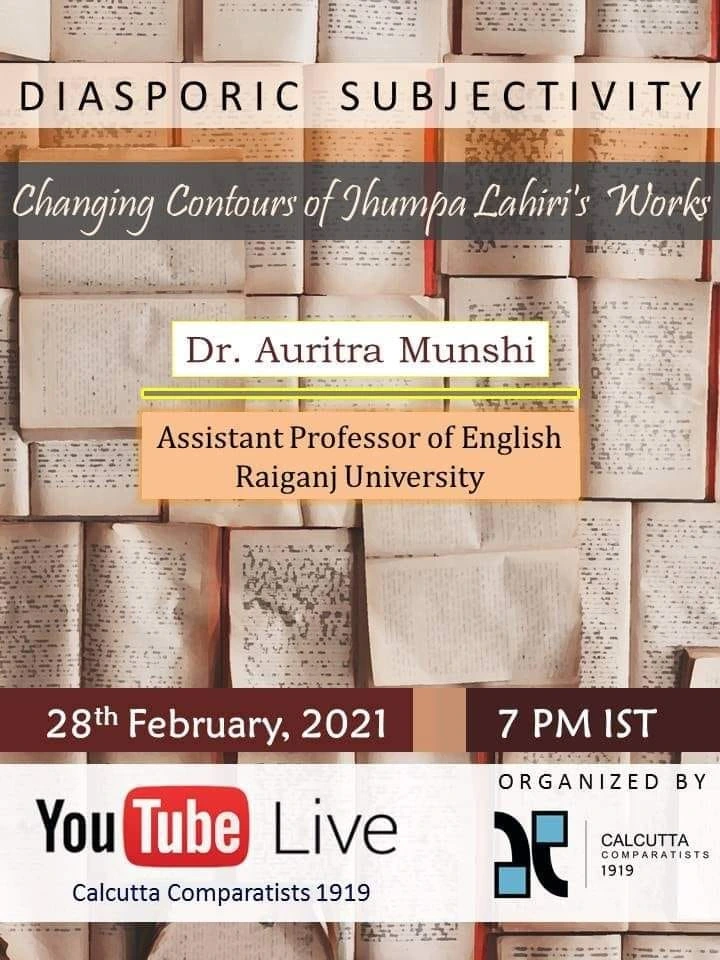 DIASPORIC SUBJECTIVITY
Changing Contours of Jhumpa Lahiri's Works
Dr. Auritra Munshi
Assistant Professor of English
Raiganj University
28th February, 2021
7 PM IST
YouTube Live
Calcutta Comparatists 1919
ORGANIZED BY
CALCUTTA
COMPARATISTS
1919